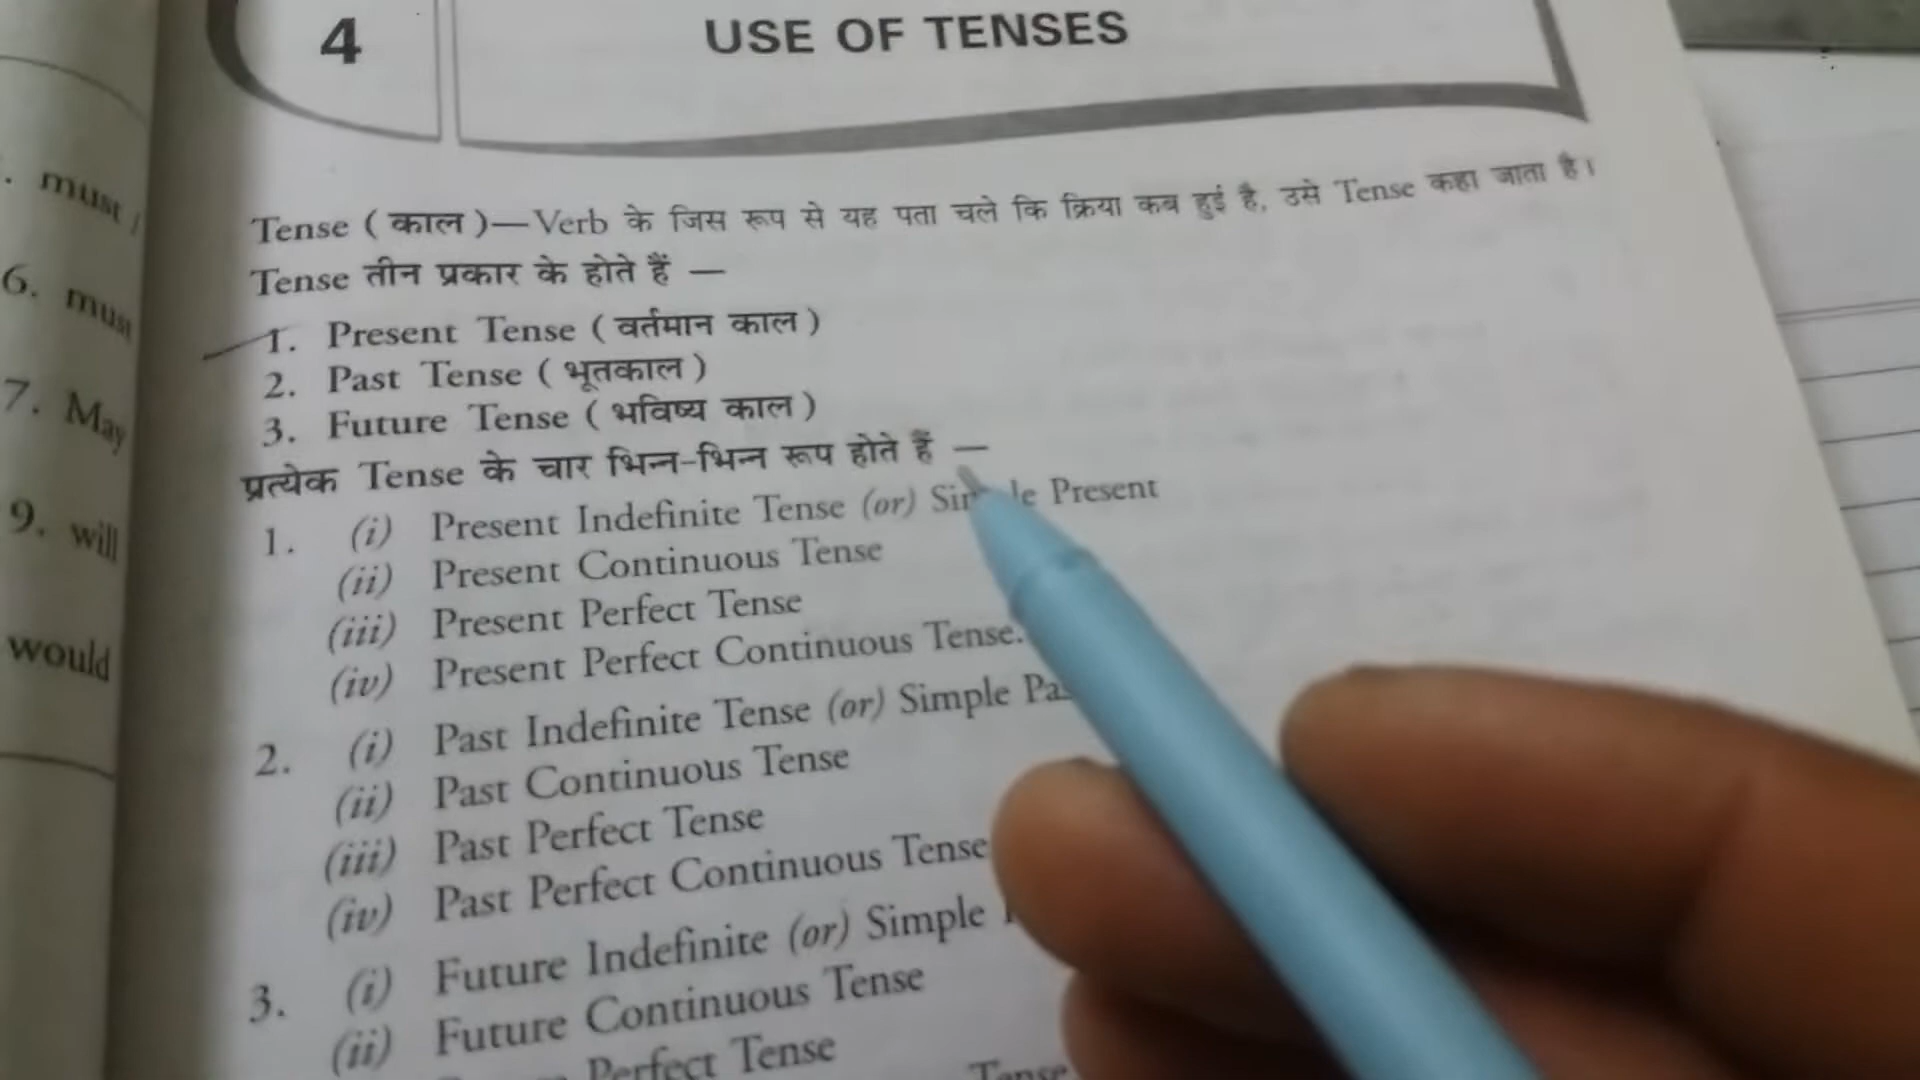 4
USE OF TENSES
must /
6. must
7. May
9. will
would
Tense ( काल )—Verb के जिस रूप से यह पता चले कि क्रिया कब हुई है, उसे Tense कहा जाता है।
Tense तीन प्रकार के होते हैं —
1. Present Tense ( वर्तमान काल )
2. Past Tense ( भूतकाल )
3. Future Tense ( भविष्य काल )
प्रत्येक Tense के चार भिन्न-भिन्न रूप होते हैं —
1. (i) Present Indefinite Tense (or) Present
(ii) Present Continuous Tense
(iii) Present Perfect Tense
(iv) Present Perfect Continuous Tense.
2. (i) Past Indefinite Tense (or) Simple
(ii) Past Continuous Tense
(iii) Past Perfect Tense
(iv) Past Perfect Continuous Tense
3. (i) Future Indefinite (or) Simple
(ii) Future Continuous Tense
Perfect Tense
Tense